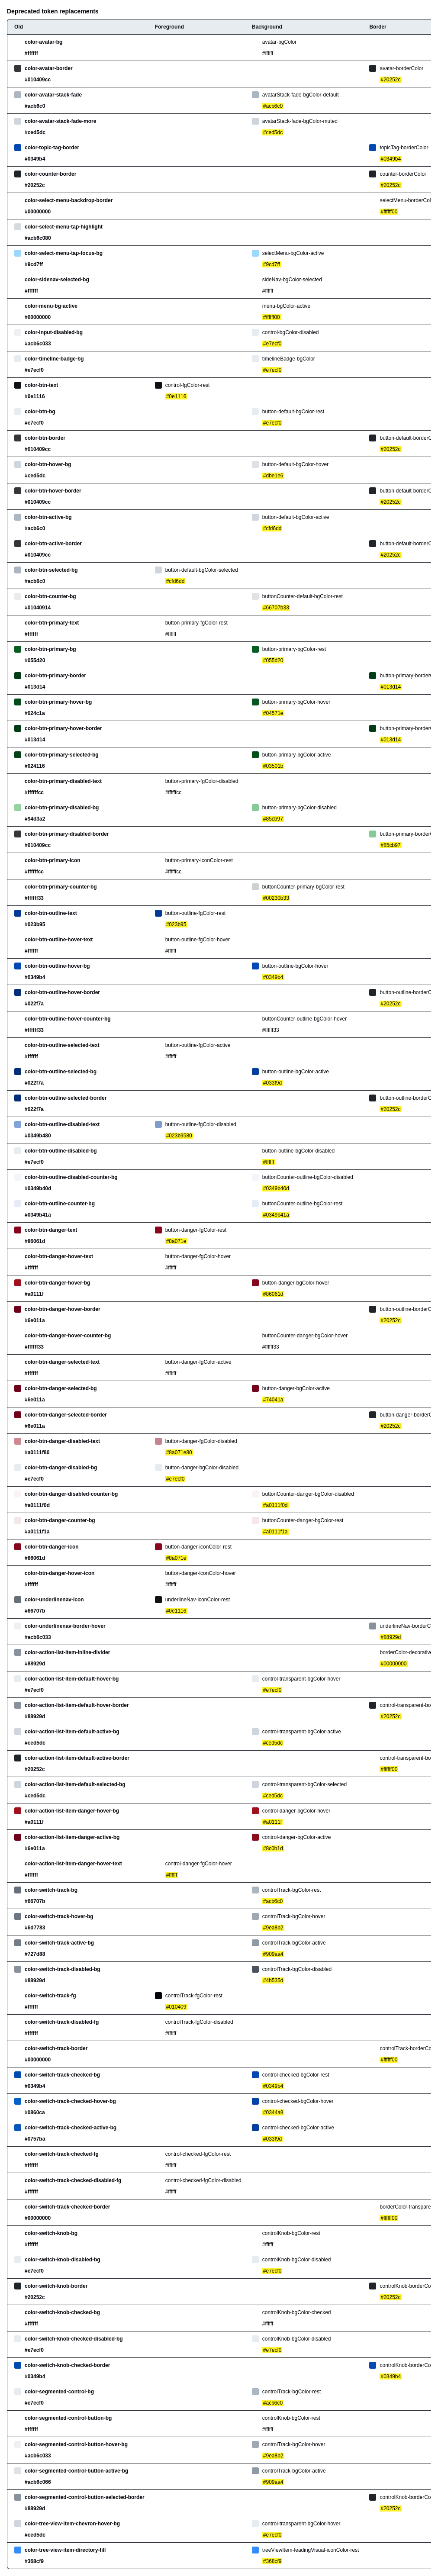 Deprecated token replacements
Old Foreground Background Border
color-avatar-bg avatar-bgColor
#ffffff #ffffff
color-avatar-border avatar-borderColor
#010409cc #20252c
color-avatar-stack-fade avatarStack-fade-bgColor-default
#acb6c0 #acb6c0
color-avatar-stack-fade-more avatarStack-fade-bgColor-muted
#ced5dc #ced5dc
color-topic-tag-border topicTag-borderColor
#0349b4 #0349b4
color-counter-border counter-borderColor
#20252c #20252c
color-select-menu-backdrop-border selectMenu-borderCol
#00000000 #ffffff00
color-select-menu-tap-highlight
#acb6c080
color-select-menu-tap-focus-bg selectMenu-bgColor-active
#9cd7ff #9cd7ff
color-sidenav-selected-bg sideNav-bgColor-selected
#ffffff #ffffff
color-menu-bg-active menu-bgColor-active
#00000000 #ffffff00
color-input-disabled-bg control-bgColor-disabled
#acb6c033 #e7ecf0
color-timeline-badge-bg timelineBadge-bgColor
#e7ecf0 #e7ecf0
color-btn-text control-fgColor-rest
#0e1116 #0e1116
color-btn-bg button-default-bgColor-rest
#e7ecf0 #e7ecf0
color-btn-border button-default-borderC
#010409cc #20252c
color-btn-hover-bg button-default-bgColor-hover
#ced5dc #dbe1e6
color-btn-hover-border button-default-borderC
#010409cc #20252c
color-btn-active-bg button-default-bgColor-active
#acb6c0 #cfd6dd
color-btn-active-border button-default-borderC
#010409cc #20252c
color-btn-selected-bg button-default-bgColor-selected
#acb6c0 #cfd6dd
color-btn-counter-bg buttonCounter-default-bgColor-rest
#01040914 #66707b33
color-btn-primary-text button-primary-fgColor-rest
#ffffff #ffffff
color-btn-primary-bg button-primary-bgColor-rest
#055d20 #055d20
color-btn-primary-border button-primary-border
#013d14 #013d14
color-btn-primary-hover-bg button-primary-bgColor-hover
#024c1a #04571e
color-btn-primary-hover-border button-primary-border
#013d14 #013d14
color-btn-primary-selected-bg button-primary-bgColor-active
#024116 #03501b
color-btn-primary-disabled-text button-primary-fgColor-disabled
#ffffffcc #ffffffcc
color-btn-primary-disabled-bg button-primary-bgColor-disabled
#94d3a2 #85cb97
color-btn-primary-disabled-border button-primary-border
#010409cc #85cb97
color-btn-primary-icon button-primary-iconColor-rest
#ffffffcc #ffffffcc
color-btn-primary-counter-bg buttonCounter-primary-bgColor-rest
#ffffff33 #00230b33
color-btn-outline-text button-outline-fgColor-rest
#023b95 #023b95
color-btn-outline-hover-text button-outline-fgColor-hover
#ffffff #ffffff
color-btn-outline-hover-bg button-outline-bgColor-hover
#0349b4 #0349b4
color-btn-outline-hover-border button-outline-borderC
#022f7a #20252c
color-btn-outline-hover-counter-bg buttonCounter-outline-bgColor-hover
#ffffff33 #ffffff33
color-btn-outline-selected-text button-outline-fgColor-active
#ffffff #ffffff
color-btn-outline-selected-bg button-outline-bgColor-active
#022f7a #033f9d
color-btn-outline-selected-border button-outline-borderC
#022f7a #20252c
color-btn-outline-disabled-text button-outline-fgColor-disabled
#0349b480 #023b9580
color-btn-outline-disabled-bg button-outline-bgColor-disabled
#e7ecf0 #ffffff
color-btn-outline-disabled-counter-bg buttonCounter-outline-bgColor-disabled
#0349b40d #0349b40d
color-btn-outline-counter-bg buttonCounter-outline-bgColor-rest
#0349b41a #0349b41a
color-btn-danger-text button-danger-fgColor-rest
#86061d #8a071e
color-btn-danger-hover-text button-danger-fgColor-hover
#ffffff #ffffff
color-btn-danger-hover-bg button-danger-bgColor-hover
#a0111f #86061d
color-btn-danger-hover-border button-outline-borderC
#6e011a #20252c
color-btn-danger-hover-counter-bg buttonCounter-danger-bgColor-hover
#ffffff33 #ffffff33
color-btn-danger-selected-text button-danger-fgColor-active
#ffffff #ffffff
color-btn-danger-selected-bg button-danger-bgColor-active
#6e011a #74041a
color-btn-danger-selected-border button-danger-borderC
#6e011a #20252c
color-btn-danger-disabled-text button-danger-fgColor-disabled
#a0111f80 #8a071e80
color-btn-danger-disabled-bg button-danger-bgColor-disabled
#e7ecf0 #e7ecf0
color-btn-danger-disabled-counter-bg buttonCounter-danger-bgColor-disabled
#a0111f0d #a0111f0d
color-btn-danger-counter-bg buttonCounter-danger-bgColor-rest
#a0111f1a #a0111f1a
color-btn-danger-icon button-danger-iconColor-rest
#86061d #8a071e
color-btn-danger-hover-icon button-danger-iconColor-hover
#ffffff #ffffff
color-underlinenav-icon underlineNav-iconColor-rest
#66707b #0e1116
color-underlinenav-border-hover underlineNav-borderC
#acb6c033 #88929d
color-action-list-item-inline-divider borderColor-decorative
#88929d #00000000
color-action-list-item-default-hover-bg control-transparent-bgColor-hover
#e7ecf0 #e7ecf0
color-action-list-item-default-hover-border control-transparent-bo
#88929d #20252c
color-action-list-item-default-active-bg control-transparent-bgColor-active
#ced5dc #ced5dc
color-action-list-item-default-active-border control-transparent-bo
#20252c #ffffff00
color-action-list-item-default-selected-bg control-transparent-bgColor-selected
#ced5dc #ced5dc
color-action-list-item-danger-hover-bg control-danger-bgColor-hover
#a0111f #a0111f
color-action-list-item-danger-active-bg control-danger-bgColor-active
#6e011a #8c0b1d
color-action-list-item-danger-hover-text control-danger-fgColor-hover
#ffffff #ffffff
color-switch-track-bg controlTrack-bgColor-rest
#66707b #acb6c0
color-switch-track-hover-bg controlTrack-bgColor-hover
#6d7783 #9ea8b2
color-switch-track-active-bg controlTrack-bgColor-active
#727d88 #909aa4
color-switch-track-disabled-bg controlTrack-bgColor-disabled
#88929d #4b535d
color-switch-track-fg controlTrack-fgColor-rest
#ffffff #010409
color-switch-track-disabled-fg controlTrack-fgColor-disabled
#ffffff #ffffff
color-switch-track-border controlTrack-borderCo
#00000000 #ffffff00
color-switch-track-checked-bg control-checked-bgColor-rest
#0349b4 #0349b4
color-switch-track-checked-hover-bg control-checked-bgColor-hover
#0860ca #0344a8
color-switch-track-checked-active-bg control-checked-bgColor-active
#0757ba #033f9d
color-switch-track-checked-fg control-checked-fgColor-rest
#ffffff #ffffff
color-switch-track-checked-disabled-fg control-checked-fgColor-disabled
#ffffff #ffffff
color-switch-track-checked-border borderColor-transpare
#00000000 #ffffff00
color-switch-knob-bg controlKnob-bgColor-rest
#ffffff #ffffff
color-switch-knob-disabled-bg controlKnob-bgColor-disabled
#e7ecf0 #e7ecf0
color-switch-knob-border controlKnob-borderCo
#20252c #20252c
color-switch-knob-checked-bg controlKnob-bgColor-checked
#ffffff #ffffff
color-switch-knob-checked-disabled-bg controlKnob-bgColor-disabled
#e7ecf0 #e7ecf0
color-switch-knob-checked-border controlKnob-borderCo
#0349b4 #0349b4
color-segmented-control-bg controlTrack-bgColor-rest
#e7ecf0 #acb6c0
color-segmented-control-button-bg controlKnob-bgColor-rest
#ffffff #ffffff
color-segmented-control-button-hover-bg controlTrack-bgColor-hover
#acb6c033 #9ea8b2
color-segmented-control-button-active-bg controlTrack-bgColor-active
#acb6c066 #909aa4
color-segmented-control-button-selected-border controlKnob-borderCo
#88929d #20252c
color-tree-view-item-chevron-hover-bg control-transparent-bgColor-hover
#ced5dc #e7ecf0
color-tree-view-item-directory-fill treeViewItem-leadingVisual-iconColor-rest
#368cf9 #368cf9